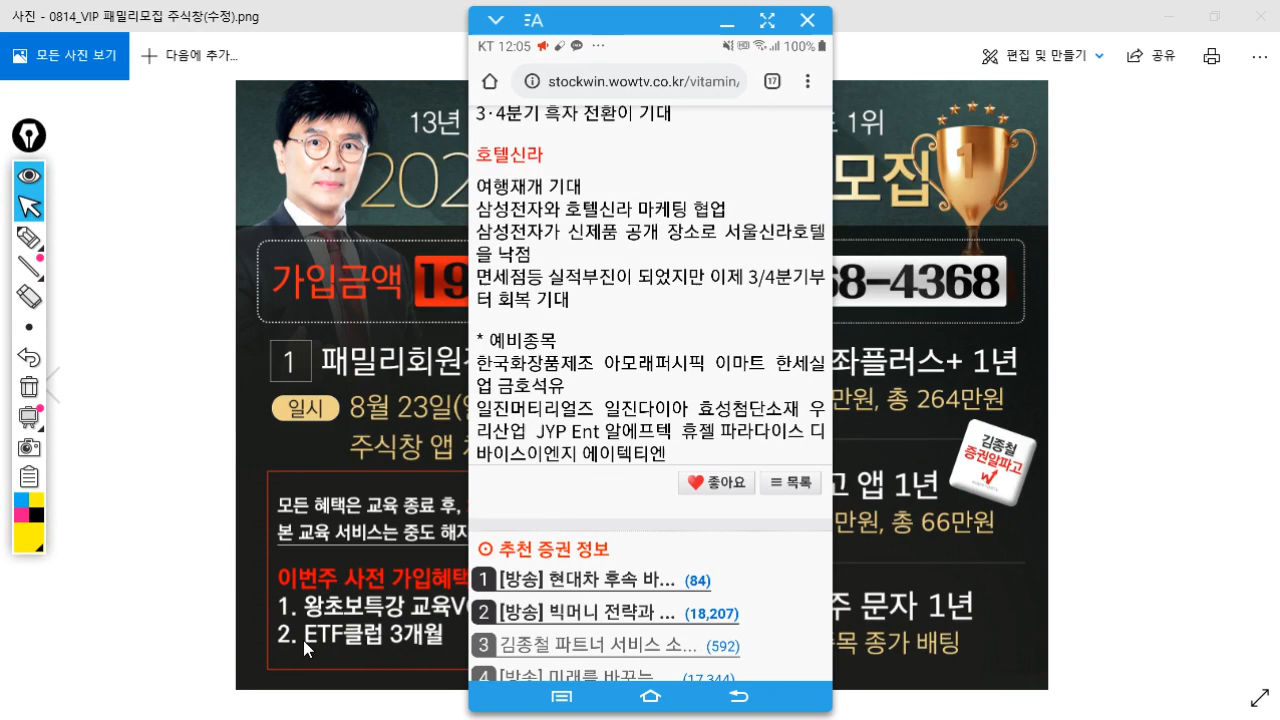 사진 - 0814_VIP 패밀리모집 주식창(수정).png
모든 사진 보기
다음에 추가...
편집 및 만들기
공유
KT 12:05
100%
stockwin.wowtv.co.kr/vitamin/
17
3·4분기 흑자 전환이 기대
호텔신라
여행재개 기대
삼성전자와 호텔신라 마케팅 협업
삼성전자가 신제품 공개 장소로 서울신라호텔
을 낙점
면세점등 실적부진이 되었지만 이제 3/4분기부
터 회복 기대
* 예비종목
한국화장품제조 아모래퍼시픽 이마트 한세실
업 금호석유
일진머티리얼즈 일진다이아 효성첨단소재 우
리산업 JYP Ent 알에프텍 휴젤 파라다이스 디
바이스이엔지 에이텍티엔
좋아요
목록
추천 증권 정보
1 [방송] 현대차 후속 바... (84)
2 [방송] 빅머니 전략과 ... (18,207)
3 김종철 파트너 서비스 소... (592)
4 [방송] 미래를 바꾸는 (17,344)
13년
202
가입금액 19
1 패밀리회원
일시 8월 23일(
주식창 앱
모든 혜택은 교육 종료 후,
본 교육 서비스는 중도 해지
이번주 사전 가입혜택
1. 왕초보특강 교육V
2. ETF클럽 3개월
1위
모집
1
8-4368
좌플러스+ 1년
만원, 총 264만원
김종철
증권알파고
고 앱 1년
만원, 총 66만원
주 문자 1년
종목 종가 배팅